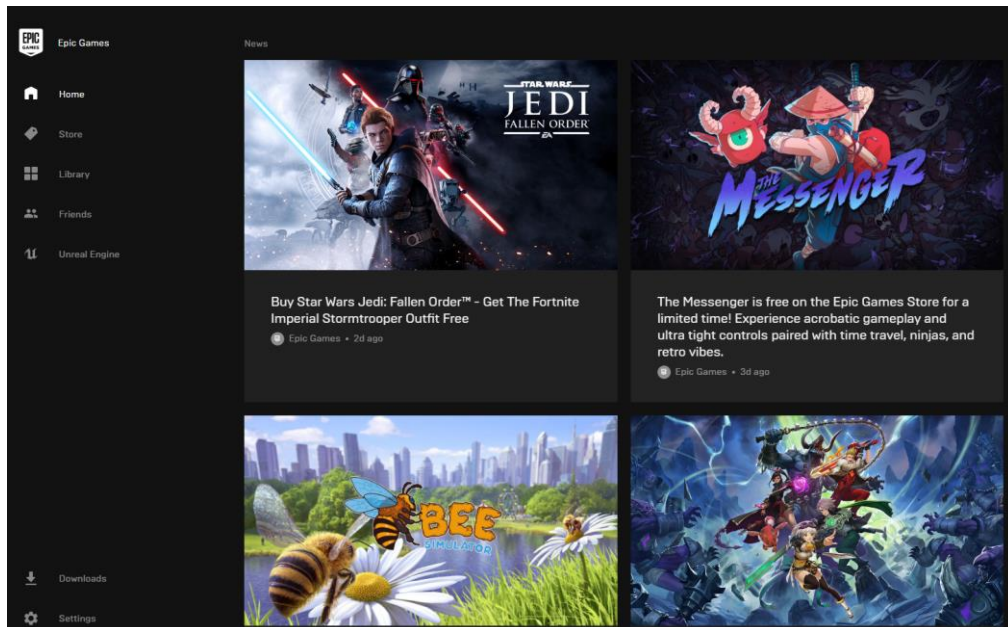 EPIC
GAMES
Epic Games
Home
Store
Library
Friends
Unreal Engine
Downloads
Settings
News
STAR WARS
JEDI
FALLEN ORDER
EA
Buy Star Wars Jedi: Fallen Order™ - Get The Fortnite
Imperial Stormtrooper Outfit Free
Epic Games • 2d ago
THE
MESSENGER
The Messenger is free on the Epic Games Store for a
limited time! Experience acrobatic gameplay and
ultra tight controls paired with time travel, ninjas, and
retro vibes.
Epic Games • 3d ago
BEE
SIMULATOR